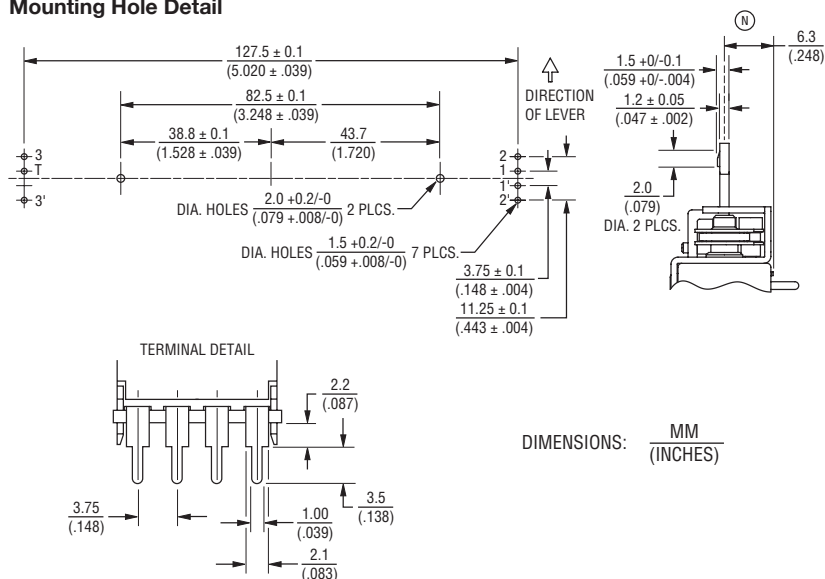 Mounting Hole Detail
127.5 ± 0.1
(5.020 ± .039)
82.5 ± 0.1
(3.248 ± .039)
38.8 ± 0.1
(1.528 ± .039)
43.7
(1.720)
DIRECTION
OF LEVER
3
T
3'
2
1
1'
2'
DIA. HOLES 2.0 +0.2/-0 2 PLCS.
(.079 +.008/-0)
DIA. HOLES 1.5 +0.2/-0 7 PLCS.
(.059 +.008/-0)
3.75 ± 0.1
(.148 ± .004)
11.25 ± 0.1
(.443 ± .004)
N
6.3
(.248)
1.5 +0/-0.1
(.059 +0/-.004)
1.2 ± 0.05
(.047 ± .002)
2.0
(.079)
DIA. 2 PLCS.
TERMINAL DETAIL
2.2
(.087)
3.5
(.138)
3.75
(.148)
1.00
(.039)
2.1
(.083)
DIMENSIONS: MM
(INCHES)